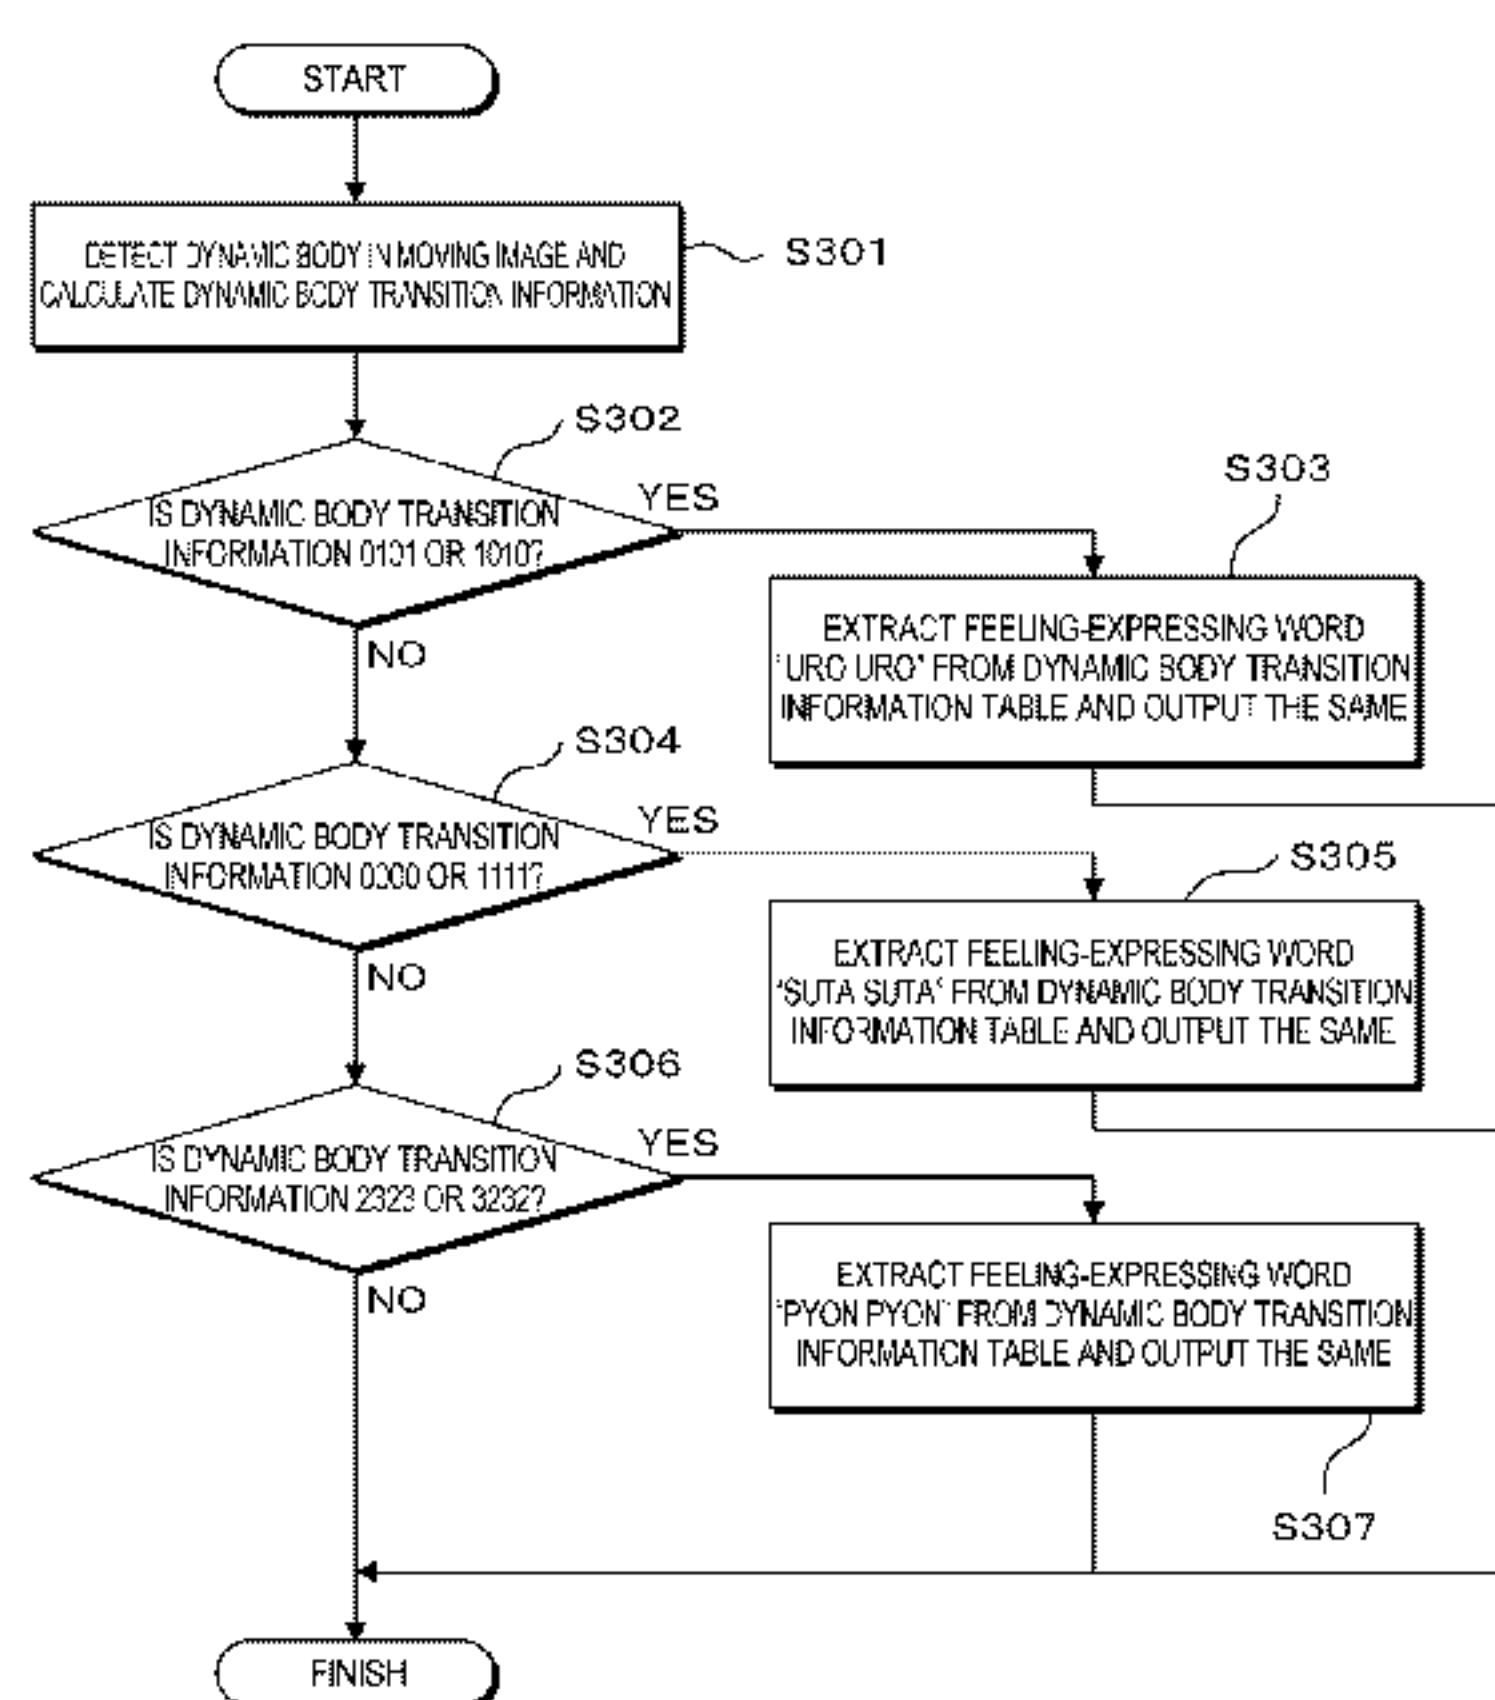 START
DETECT DYNAMIC BODY IN MOVING IMAGE AND
CALCULATE DYNAMIC BODY TRANSITION INFORMATION
S301
S302
IS DYNAMIC BODY TRANSITION
INFORMATION 0101 OR 1010?
YES
NO
S303
EXTRACT FEELING-EXPRESSING WORD
"URO URO" FROM DYNAMIC BODY TRANSITION
INFORMATION TABLE AND OUTPUT THE SAME
S304
IS DYNAMIC BODY TRANSITION
INFORMATION 0000 OR 1111?
YES
NO
S305
EXTRACT FEELING-EXPRESSING WORD
"SUTA SUTA" FROM DYNAMIC BODY TRANSITION
INFORMATION TABLE AND OUTPUT THE SAME
S306
IS DYNAMIC BODY TRANSITION
INFORMATION 2323 OR 3232?
YES
NO
EXTRACT FEELING-EXPRESSING WORD
"PYON PYON" FROM DYNAMIC BODY TRANSITION
INFORMATION TABLE AND OUTPUT THE SAME
S307
FINISH